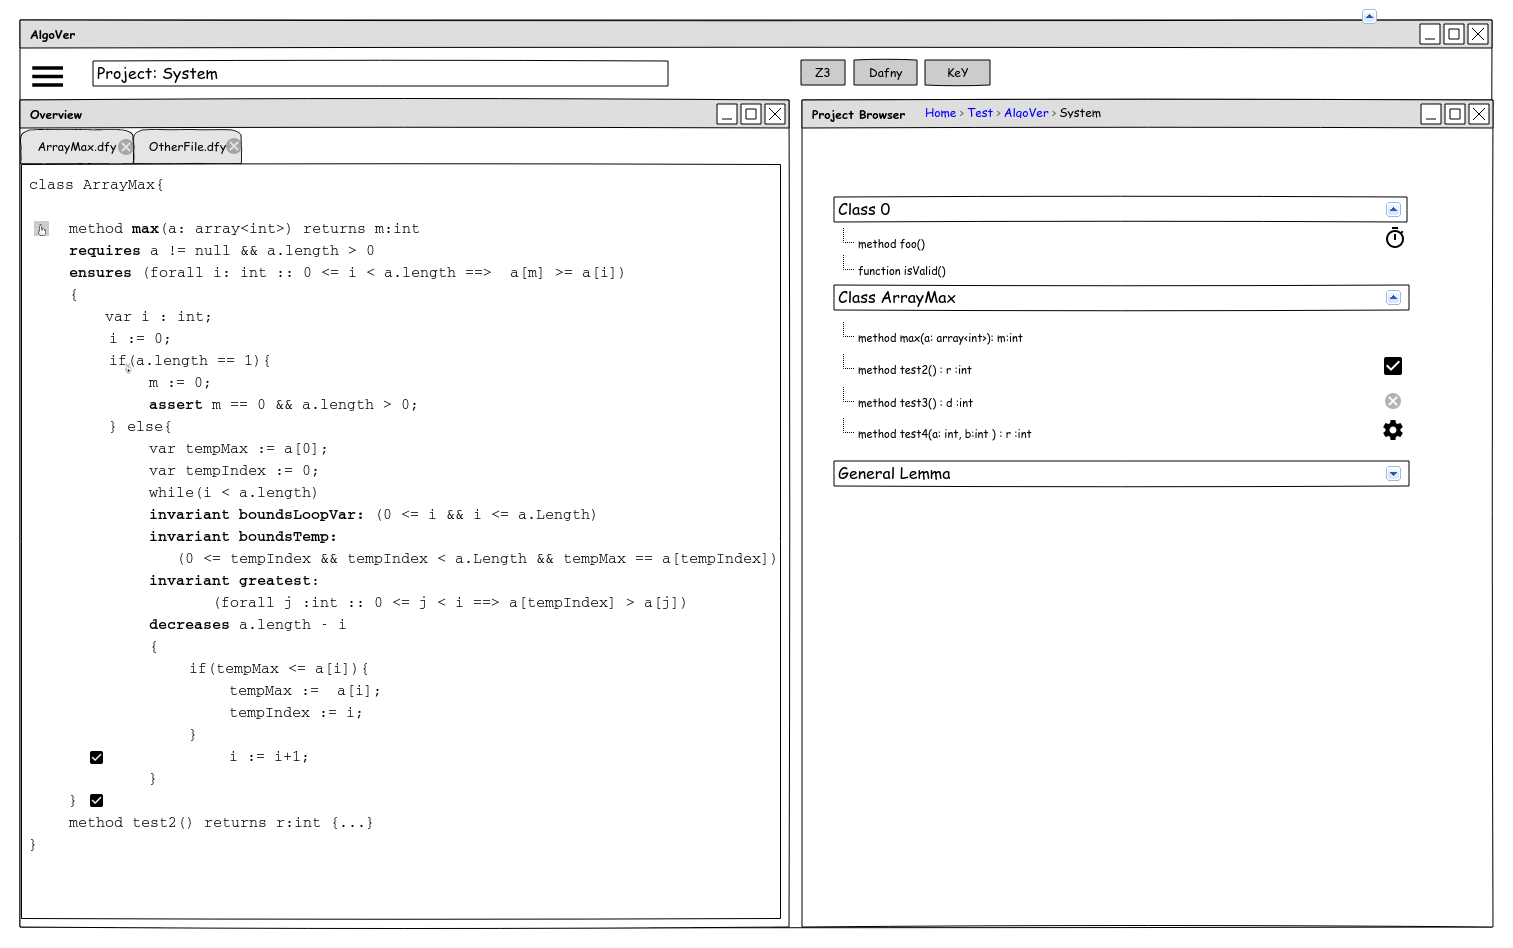 AlgoVer
Project: System
Z3
Dafny
KeY
Overview
ArrayMax.dfy
OtherFile.dfy
class ArrayMax{
method max(a: array<int>) returns m:int
requires a != null && a.length > 0
ensures (forall i: int :: 0 <= i < a.length ==> a[m] >= a[i])
{
var i : int;
i := 0;
if(a.length == 1){
m := 0;
assert m == 0 && a.length > 0;
} else{
var tempMax := a[0];
var tempIndex := 0;
while(i < a.length)
invariant boundsLoopVar: (0 <= i && i <= a.Length)
invariant boundsTemp:
(0 <= tempIndex && tempIndex < a.Length && tempMax == a[tempIndex])
invariant greatest:
(forall j :int :: 0 <= j < i ==> a[tempIndex] > a[j])
decreases a.length - i
{
if(tempMax <= a[i]){
tempMax := a[i];
tempIndex := i;
}
i := i+1;
}
}
method test2() returns r:int {...}
}
Project Browser
Home > Test > AlgoVer > System
Class 0
method foo()
function isValid()
Class ArrayMax
method max(a: array<int>): m:int
method test2() : r :int
method test3() : d :int
method test4(a: int, b:int ) : r :int
General Lemma